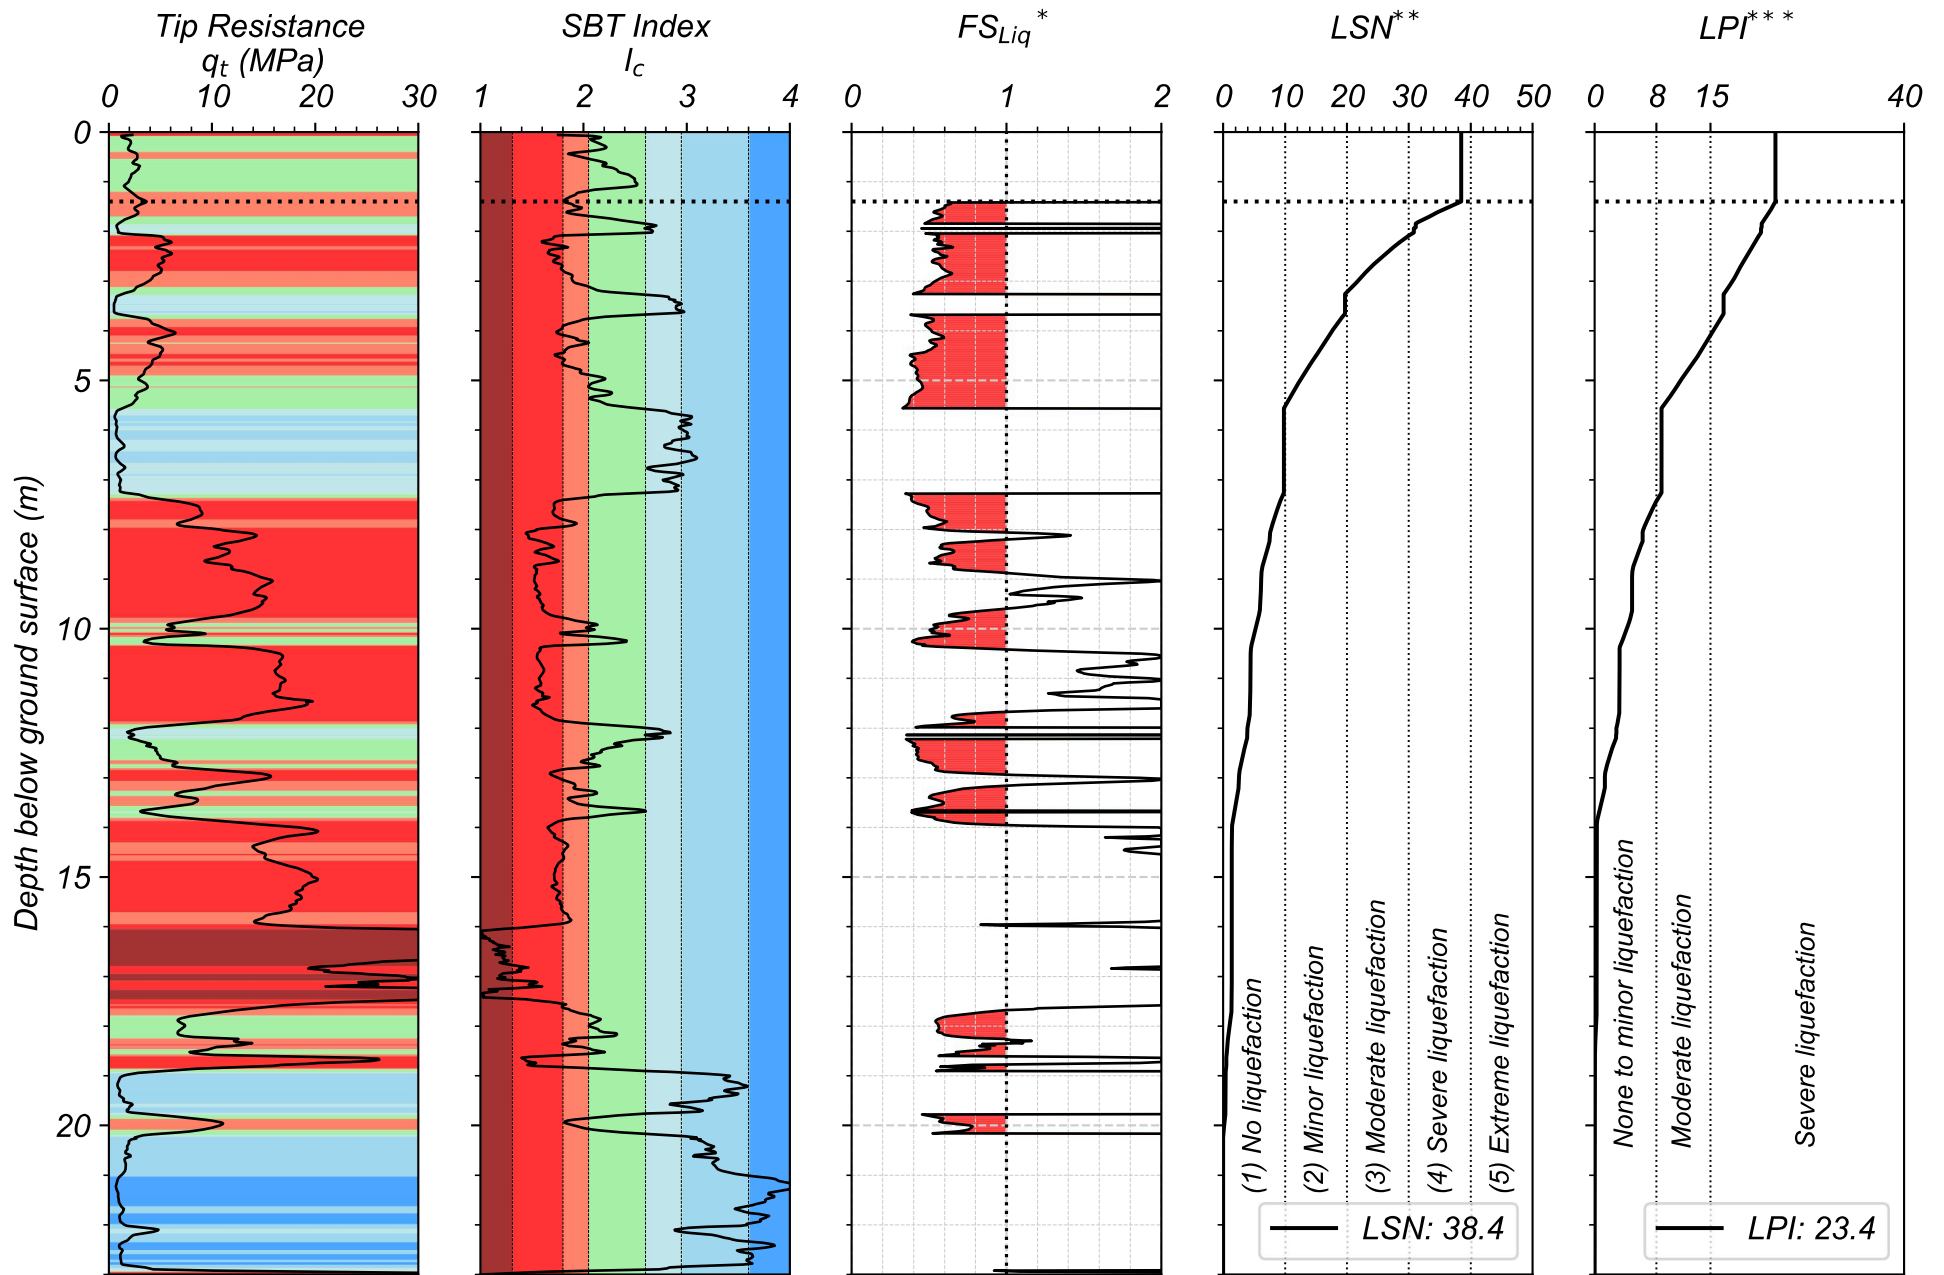 Tip Resistance
q_t (MPa)
0 10 20 30
SBT Index
I_c
1 2 3 4
FS_Liq*
0 1 2
LSN**
0 10 20 30 40 50
LPI***
0 8 15 40
Depth below ground surface (m)
0
5
10
15
20
(1) No liquefaction
(2) Minor liquefaction
(3) Moderate liquefaction
(4) Severe liquefaction
(5) Extreme liquefaction
LSN: 38.4
None to minor liquefaction
Moderate liquefaction
Severe liquefaction
LPI: 23.4